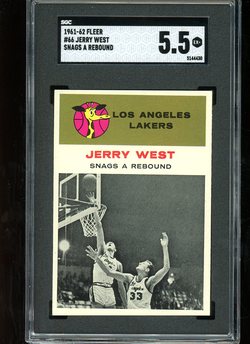 SGC
1961-62 FLEER
#66 JERRY WEST
SNAGS A REBOUND
5.5
EX+
5144430
LOS ANGELES
LAKERS
JERRY WEST
SNAGS A REBOUND
33